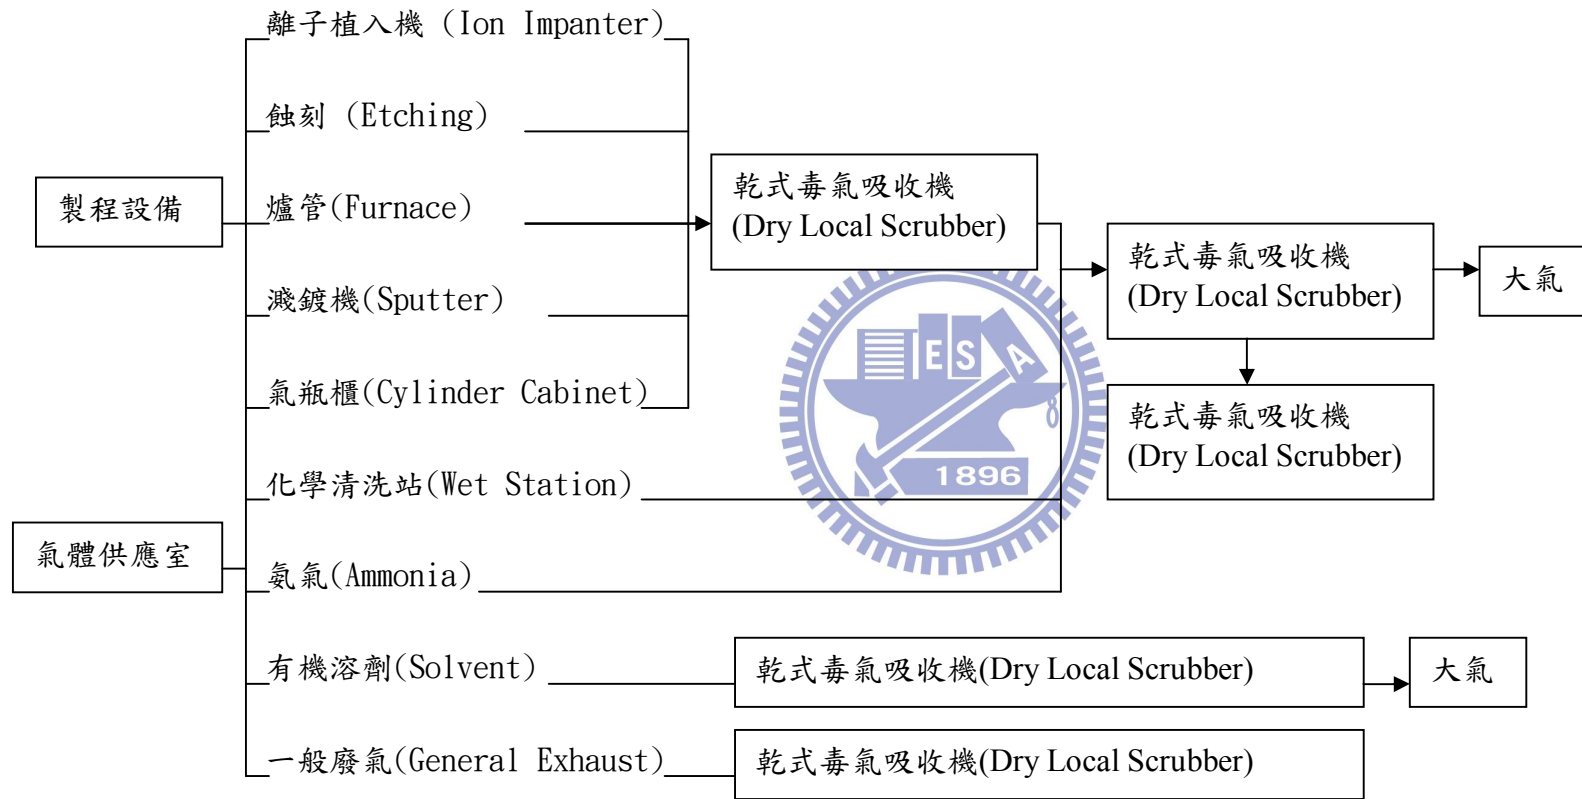 離子植入機 (Ion Impanter)
蝕刻 (Etching)
製程設備
爐管(Furnace)
濺鍍機(Sputter)
氣瓶櫃(Cylinder Cabinet)
乾式毒氣吸收機
(Dry Local Scrubber)
乾式毒氣吸收機
(Dry Local Scrubber)
大氣
乾式毒氣吸收機
(Dry Local Scrubber)
ESA
1896
化學清洗站(Wet Station)
氣體供應室
氨氣(Ammonia)
有機溶劑(Solvent)
乾式毒氣吸收機(Dry Local Scrubber)
大氣
一般廢氣(General Exhaust)
乾式毒氣吸收機(Dry Local Scrubber)